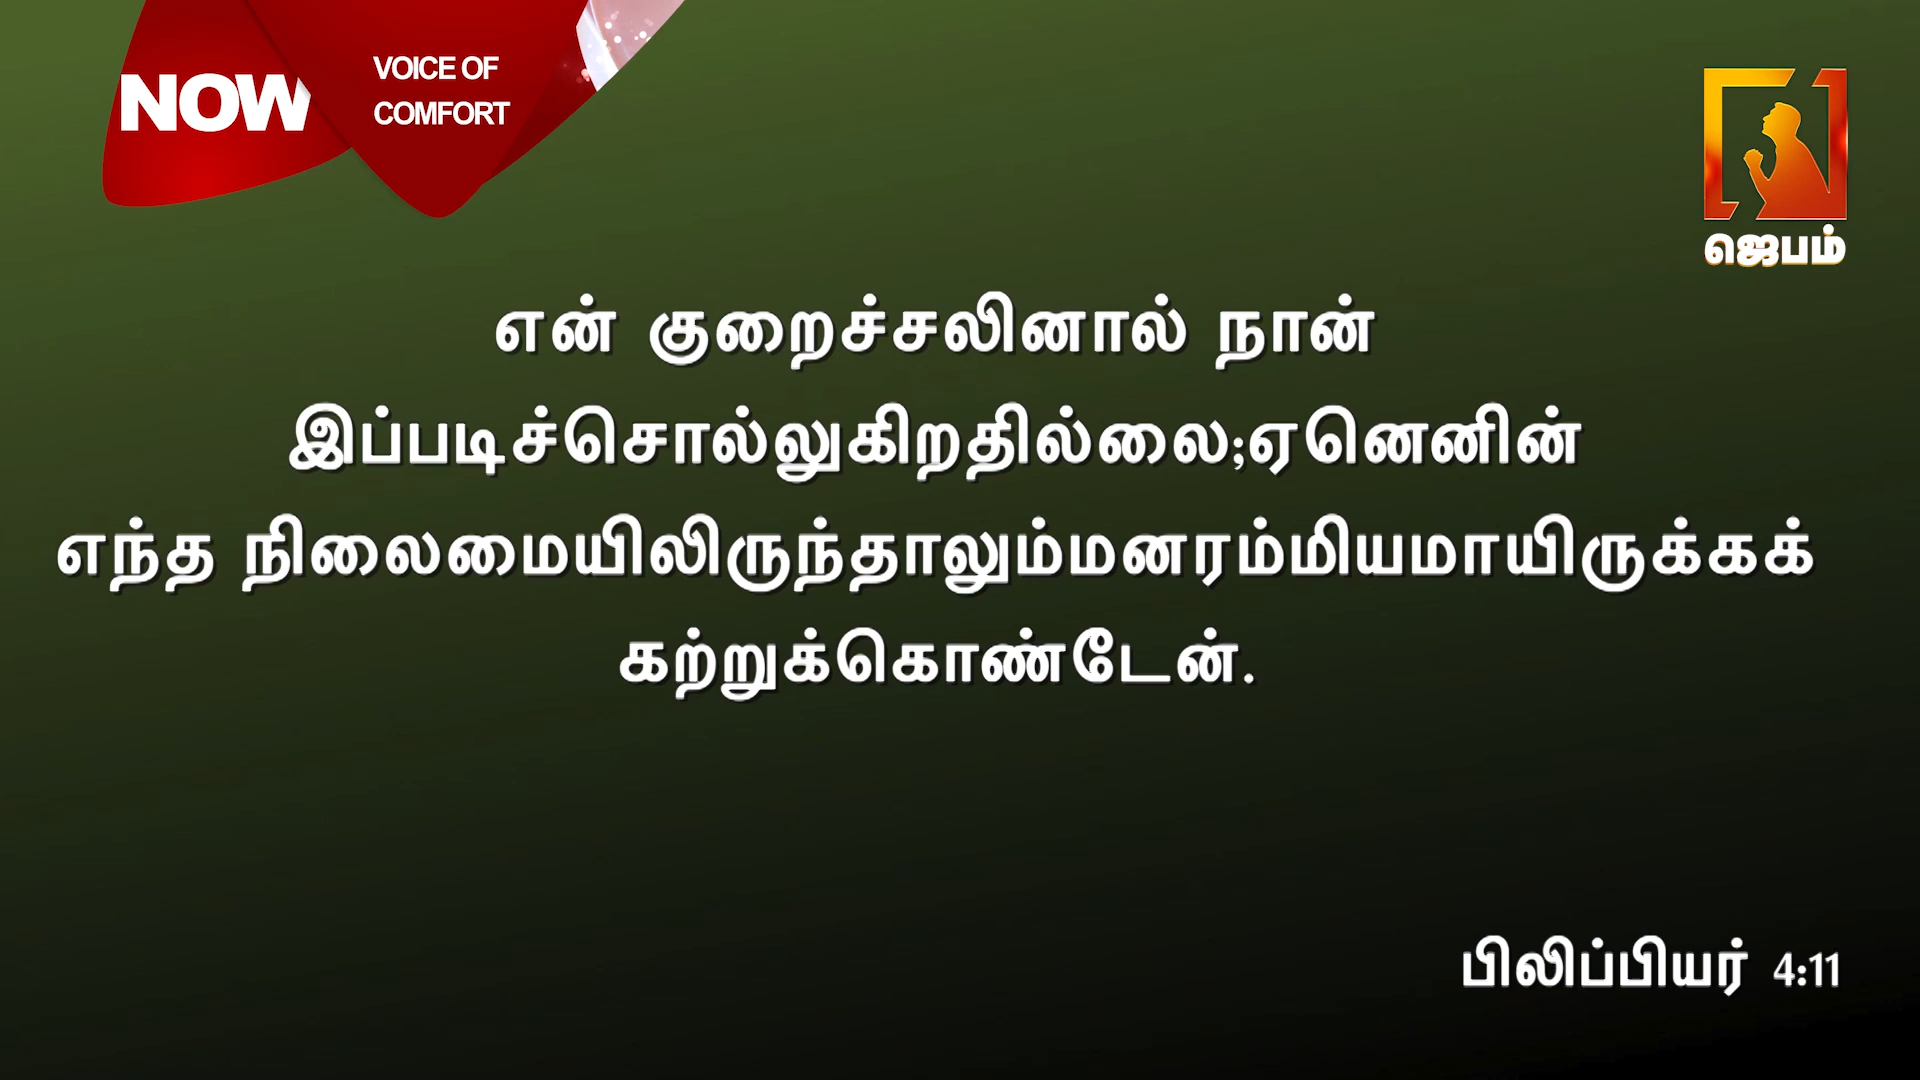 NOW
VOICE OF
COMFORT
ஜெபம்
என் குறைச்சலினால் நான்
இப்படிச்சொல்லுகிறதில்லை;ஏனெனின்
எந்த நிலைமையிலிருந்தாலும்மனரம்மியமாயிருக்கக்
கற்றுக்கொண்டேன்.
பிலிப்பியர் 4:11